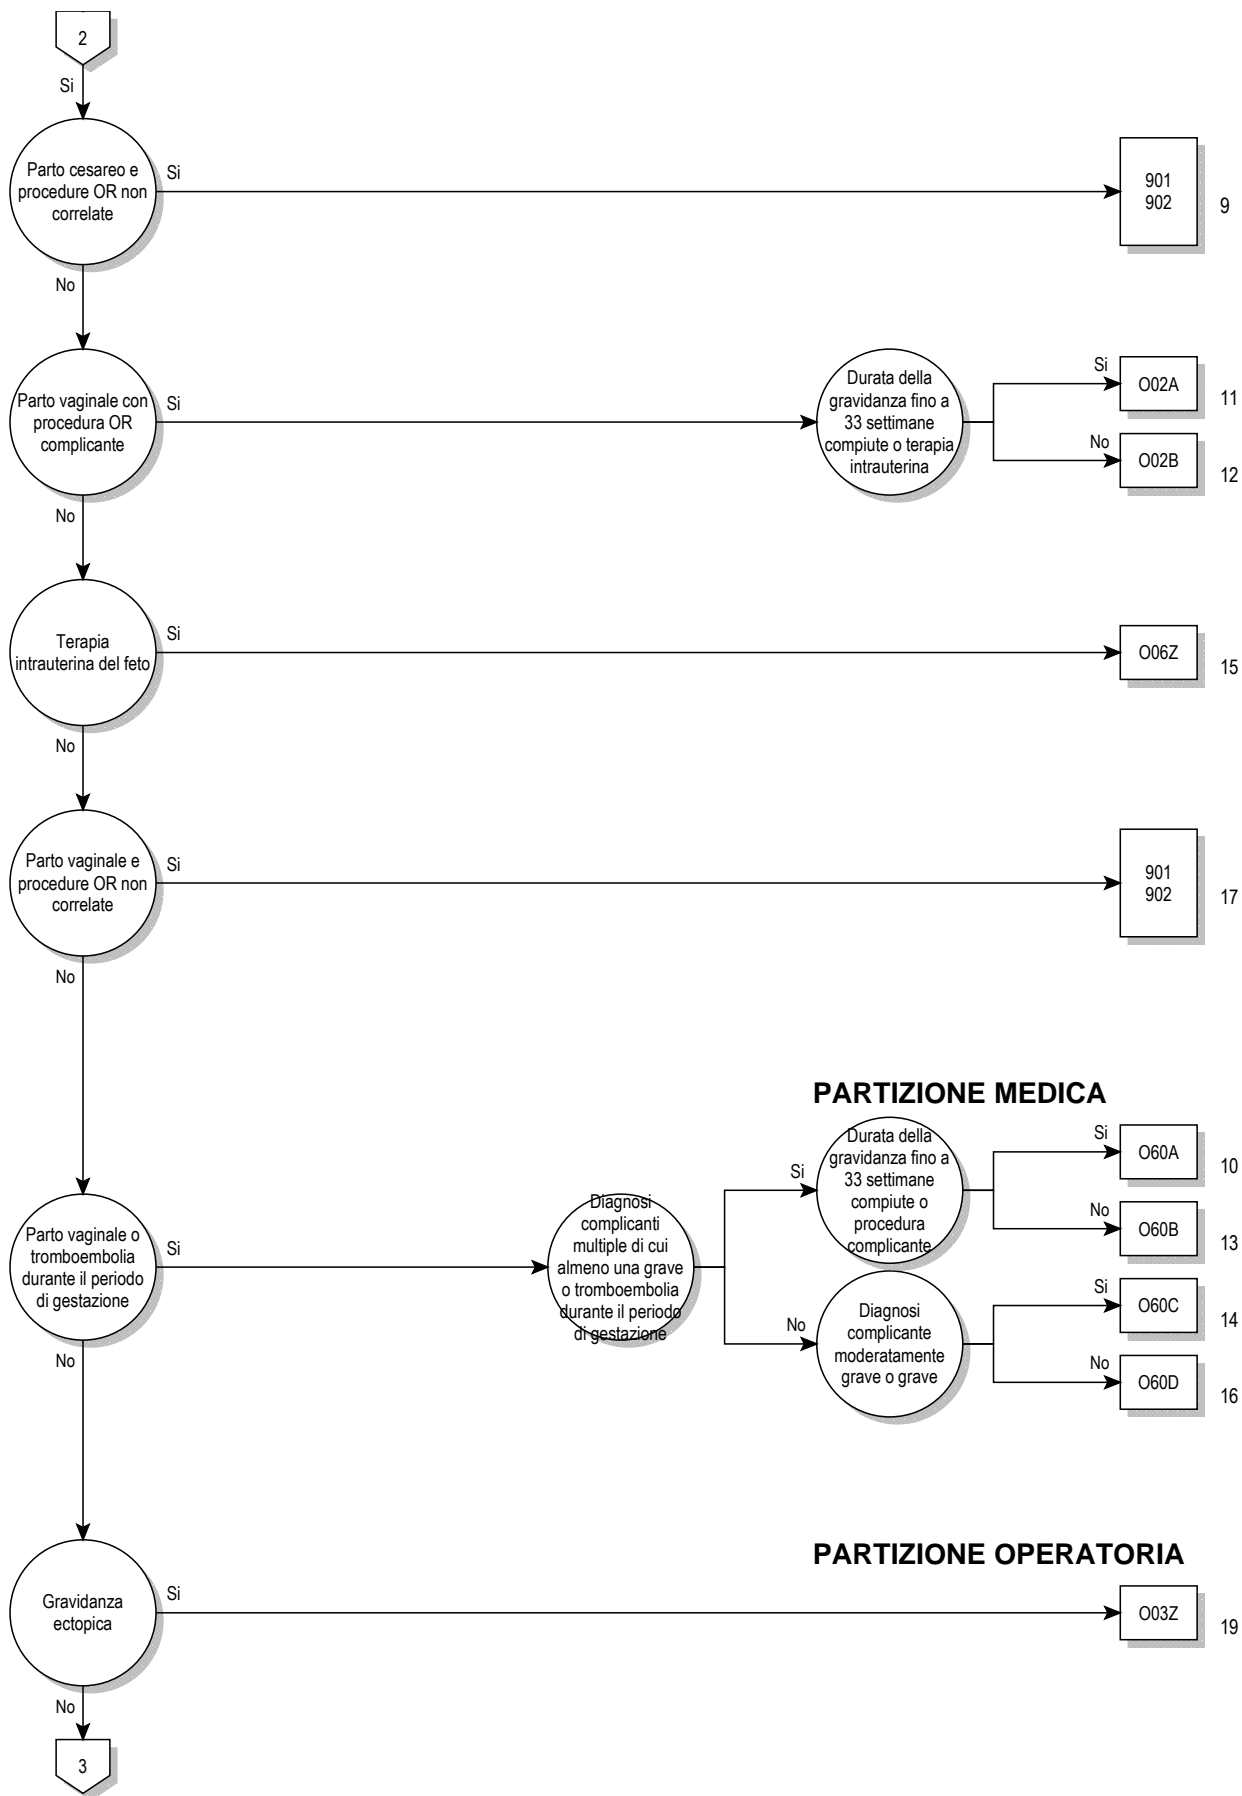 2
Si
Parto cesareo e
procedure OR non
correlate
Si
901
902
9
No
Parto vaginale con
procedura OR
complicante
Si
Durata della
gravidanza fino a
33 settimane
compiute o terapia
intrauterina
Si
O02A
11
No
O02B
12
No
Terapia
intrauterina del feto
Si
O06Z
15
No
Parto vaginale e
procedure OR non
correlate
Si
901
902
17
No
PARTIZIONE MEDICA
Parto vaginale o
tromboembolia
durante il periodo
di gestazione
Si
Diagnosi
complicanti
multiple di cui
almeno una grave
o tromboembolia
durante il periodo
di gestazione
Si
Durata della
gravidanza fino a
33 settimane
compiute o
procedura
complicante
Si
O60A
10
No
O60B
13
No
Diagnosi
complicante
moderatamente
grave o grave
Si
O60C
14
No
O60D
16
No
PARTIZIONE OPERATORIA
Gravidanza
ectopica
Si
O03Z
19
No
3